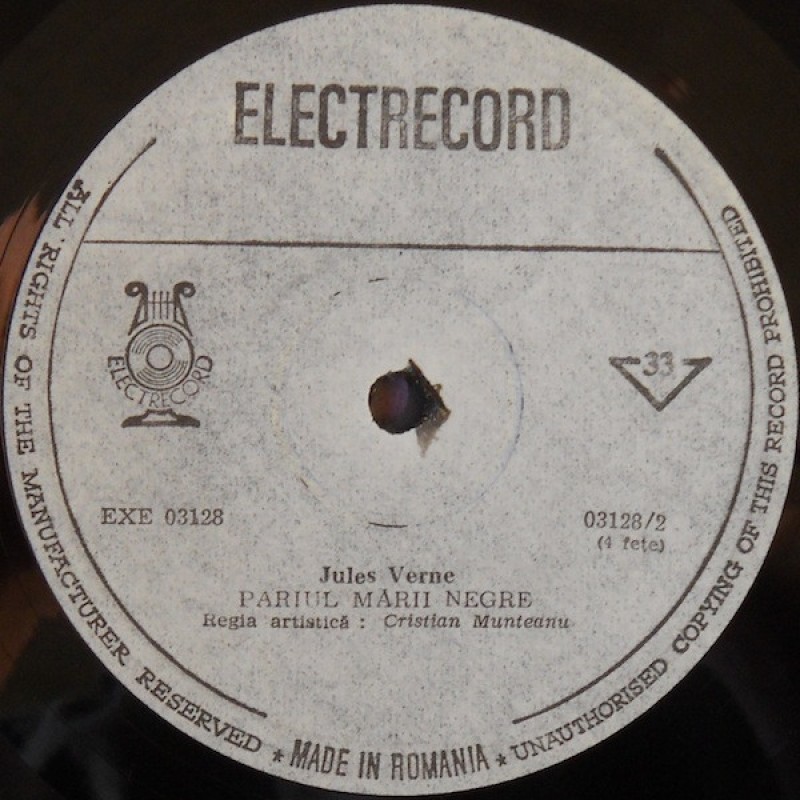 ELECTRECORD
ELECTRECORD
33
EXE 03128
03128/2
(4 fețe)
Jules Verne
PARIUL MĂRII NEGRE
Regia artistică : Cristian Munteanu
ALL RIGHTS OF THE MANUFACTURER RESERVED ★ MADE IN ROMANIA ★ UNAUTHORISED COPYING OF THIS RECORD PROHIBITED